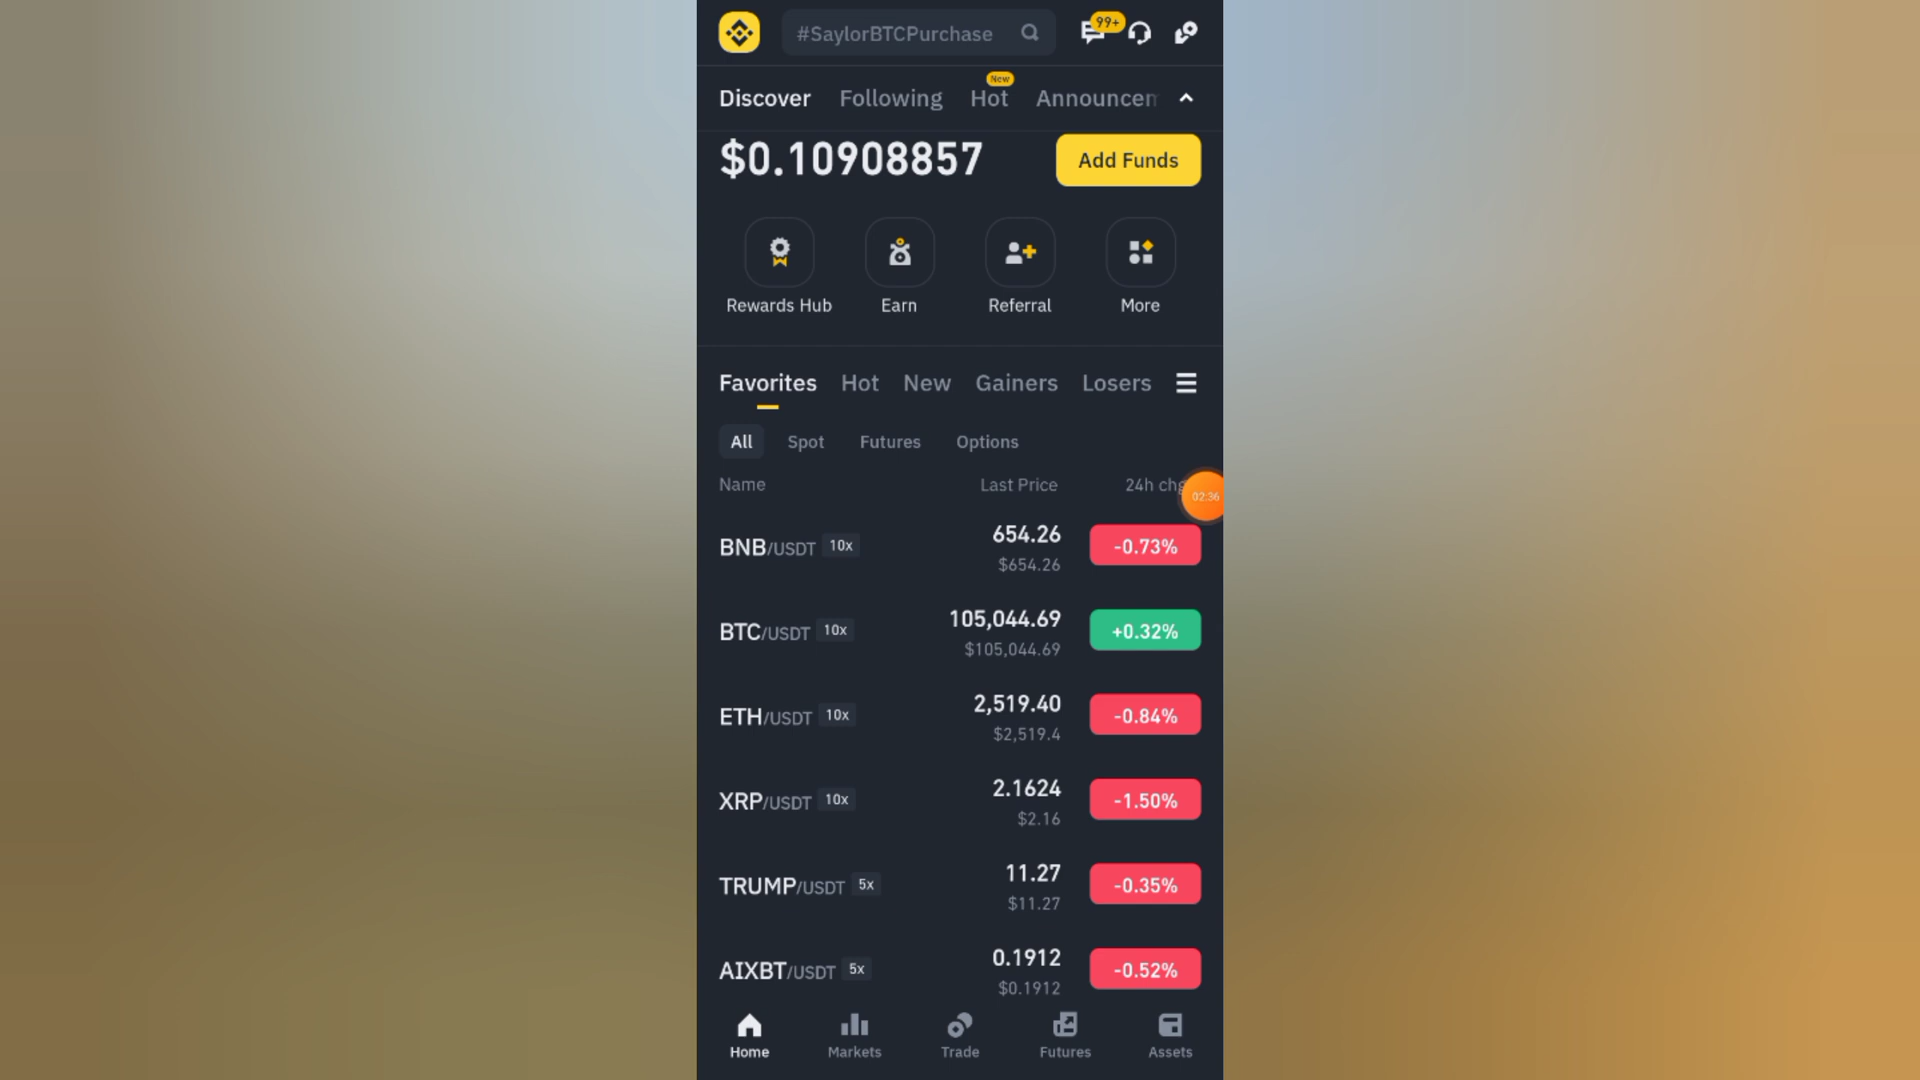 #SaylorBTCPurchase
99+
New
Discover Following Hot Announcem
$0.10908857 Add Funds
Rewards Hub Earn Referral More
Favorites Hot New Gainers Losers
All Spot Futures Options
Name Last Price 24h chg
02:36
BNB/USDT 10x 654.26 -0.73%
$654.26
BTC/USDT 10x 105,044.69 +0.32%
$105,044.69
ETH/USDT 10x 2,519.40 -0.84%
$2,519.4
XRP/USDT 10x 2.1624 -1.50%
$2.16
TRUMP/USDT 5x 11.27 -0.35%
$11.27
AIXBT/USDT 5x 0.1912 -0.52%
$0.1912
Home Markets Trade Futures Assets